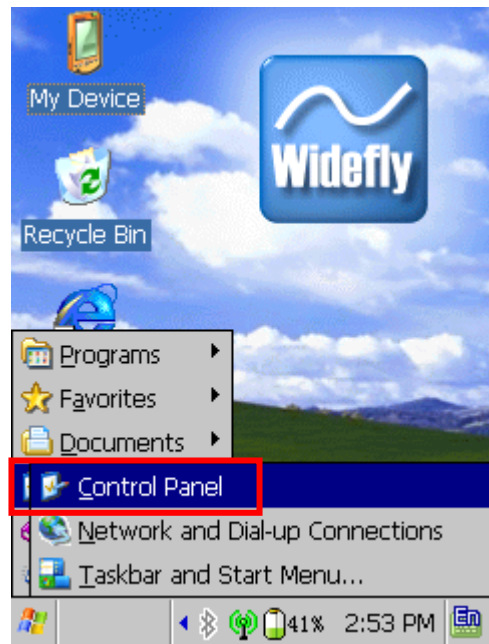 My Device
Widefly
Recycle Bin
Programs
Favorites
Documents
Control Panel
Network and Dial-up Connections
Taskbar and Start Menu...
41% 2:53 PM En